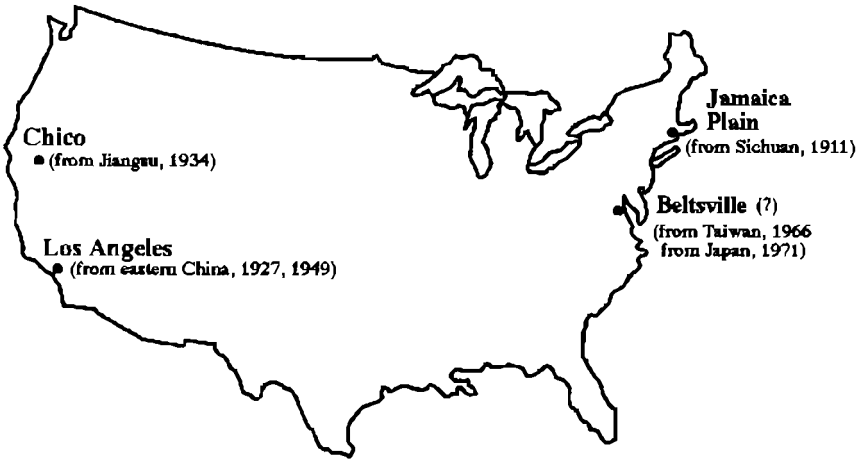 Jamaica
Plain
(from Sichuan, 1911)
Chico
(from Jiangsu, 1934)
Beltsville (?)
(from Taiwan, 1966
from Japan, 1971)
Los Angeles
(from eastern China, 1927, 1949)